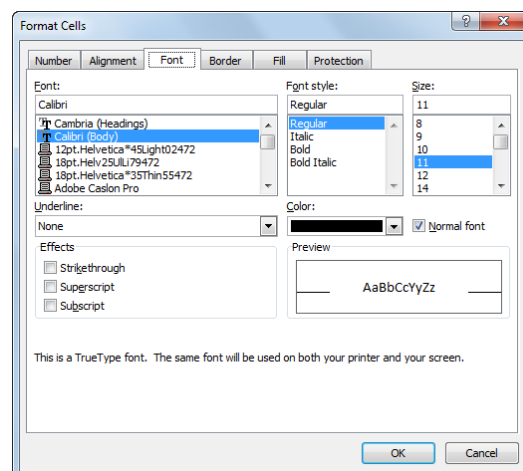 Format Cells
Number Alignment Font Border Fill Protection
Font: Font style: Size:
Calibri Regular 11
Cambria (Headings) Regular 8
Calibri (Body) Italic 9
12pt.Helvetica*45Light02472 Bold 10
18pt.Helv25UlLi79472 Bold Italic 11
18pt.Helvetica*35Thin55472 12
Adobe Caslon Pro 14
Underline: Color:
None Normal font
Effects Preview
Strikethrough
Superscript AaBbCcYyZz
Subscript
This is a TrueType font. The same font will be used on both your printer and your screen.
OK Cancel